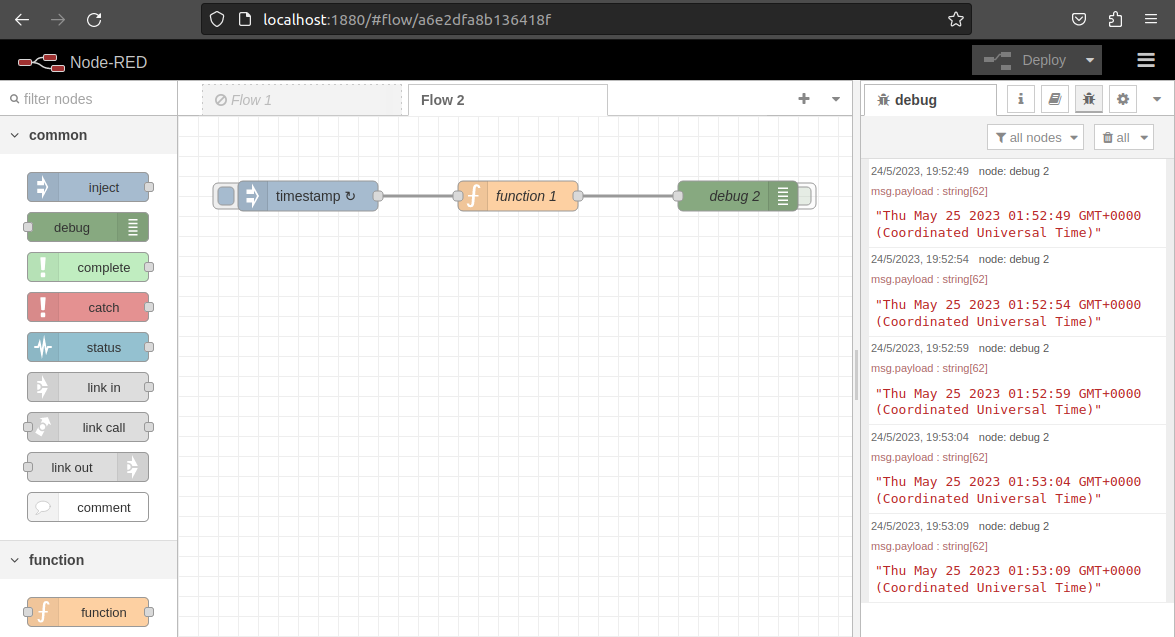 localhost:1880/#flow/a6e2dfa8b136418f
Node-RED
Deploy
filter nodes
common
inject
debug
complete
catch
status
link in
link call
link out
comment
function
function
Flow 1
Flow 2
timestamp ↻
function 1
debug 2
debug
all nodes
all
24/5/2023, 19:52:49 node: debug 2
msg.payload : string[62]
"Thu May 25 2023 01:52:49 GMT+0000
(Coordinated Universal Time)"
24/5/2023, 19:52:54 node: debug 2
msg.payload : string[62]
"Thu May 25 2023 01:52:54 GMT+0000
(Coordinated Universal Time)"
24/5/2023, 19:52:59 node: debug 2
msg.payload : string[62]
"Thu May 25 2023 01:52:59 GMT+0000
(Coordinated Universal Time)"
24/5/2023, 19:53:04 node: debug 2
msg.payload : string[62]
"Thu May 25 2023 01:53:04 GMT+0000
(Coordinated Universal Time)"
24/5/2023, 19:53:09 node: debug 2
msg.payload : string[62]
"Thu May 25 2023 01:53:09 GMT+0000
(Coordinated Universal Time)"